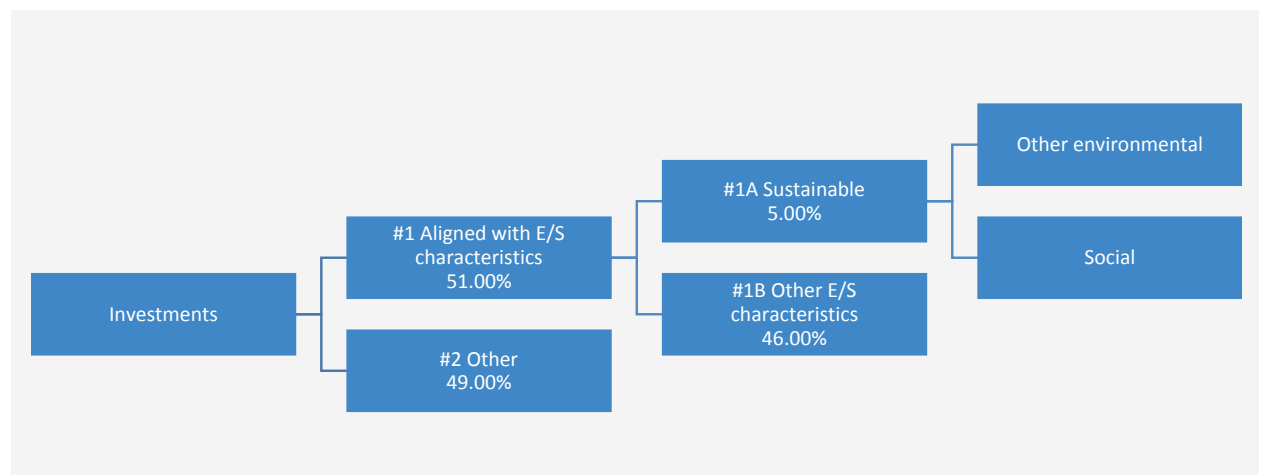 Investments
#1 Aligned with E/S
characteristics
51.00%
#2 Other
49.00%
#1A Sustainable
5.00%
#1B Other E/S
characteristics
46.00%
Other environmental
Social